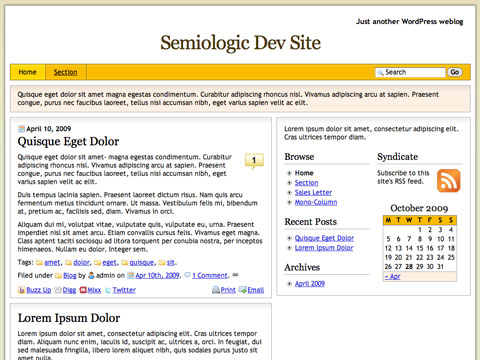 Just another WordPress weblog
Semiologic Dev Site
Home Section Search Go
Quisque eget dolor sit amet magna egestas condimentum. Curabitur adipiscing rhoncus nisl. Vivamus adipiscing arcu at sapien. Praesent
congue, purus nec faucibus laoreet, tellus nisi accumsan nibh, eget varius sapien velit ac elit.
April 10, 2009
Quisque Eget Dolor
Quisque eget dolor sit amet- magna egestas condimentum. Curabitur
adipiscing rhoncus nisl. Vivamus adipiscing arcu at sapien. Praesent
congue, purus nec faucibus laoreet, tellus nisi accumsan nibh, eget
varius sapien velit ac elit.
1
Duis tempus lacinia sapien. Praesent laoreet dictum risus. Nam quis arcu
fermentum metus tincidunt ornare. Ut massa. Vestibulum felis mi, bibendum
at, pretium ac, facilisis sed, diam. Vivamus in orci.
Aliquam dui mi, volutpat vitae, vulputate quis, vulputate eu, urna. Praesent
imperdiet nisl sit amet arcu. Etiam convallis cursus felis. Vivamus eget magna.
Class aptent taciti sociosqu ad litora torquent per conubia nostra, per inceptos
himenaeos. Nullam eu dolor. Integer sem.
Tags: amet, dolor, eget, quisque, sit.
Filed under Blog by admin on Apr 10th, 2009. 1 Comment.
Buzz Up Digg Mixx Twitter Print Email
Lorem Ipsum Dolor
Lorem ipsum dolor sit amet, consectetur adipiscing elit. Cras ultrices tempor
diam. Aliquam nunc enim, iaculis id, suscipit ac, ultrices a, orci. In feugiat, dui
sed malesuada fringilla, libero lorem aliquet nibh, quis sodales purus justo sit
amet nulla.
Lorem ipsum dolor sit amet, consectetur adipiscing elit.
Cras ultrices tempor diam.
Browse
Home
Section
Sales Letter
Mono-Column
Recent Posts
Quisque Eget Dolor
Lorem Ipsum Dolor
Archives
April 2009
Syndicate
Subscribe to this
site's RSS feed.
October 2009
M T W T F S S
1 2 3 4
5 6 7 8 9 10 11
12 13 14 15 16 17 18
19 20 21 22 23 24 25
26 27 28 29 30 31
« Apr